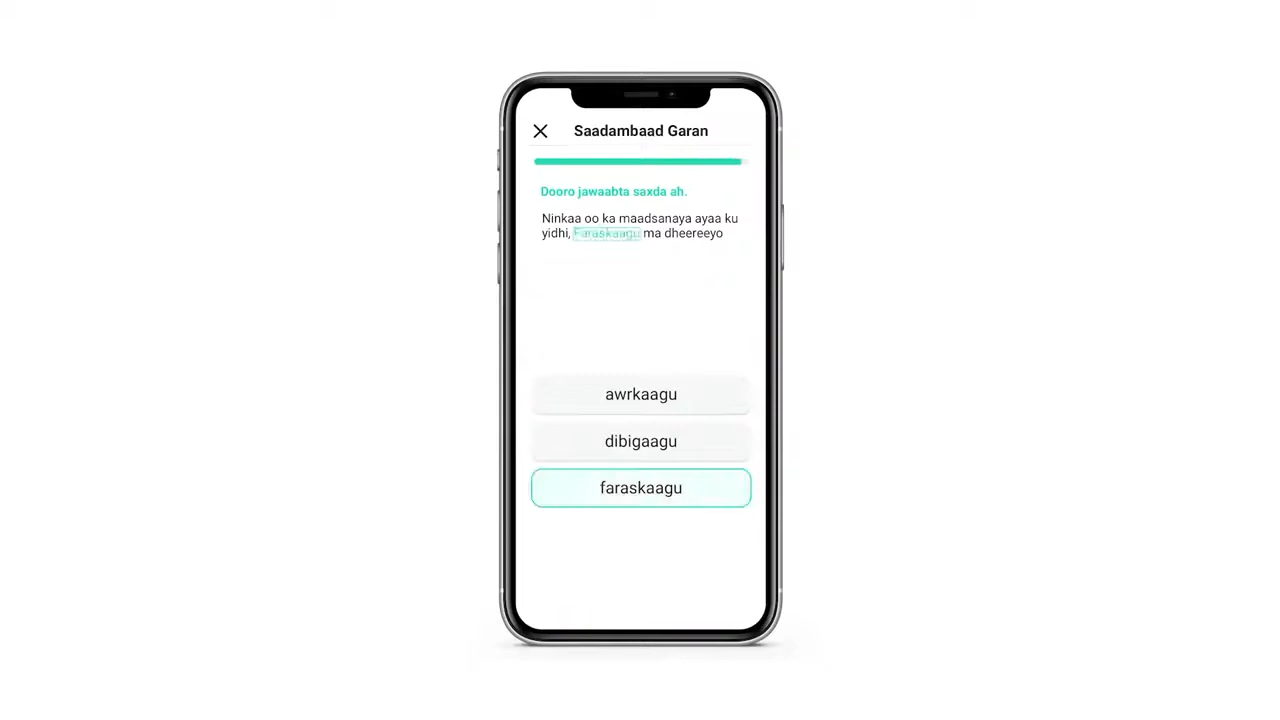 Saadambaad Garan
Dooro jawaabta saxda ah.
Ninkaa oo ka maadsanaya ayaa ku
yidhi, Faraskaagu ma dheereeyo
awrkaagu
dibigaagu
faraskaagu